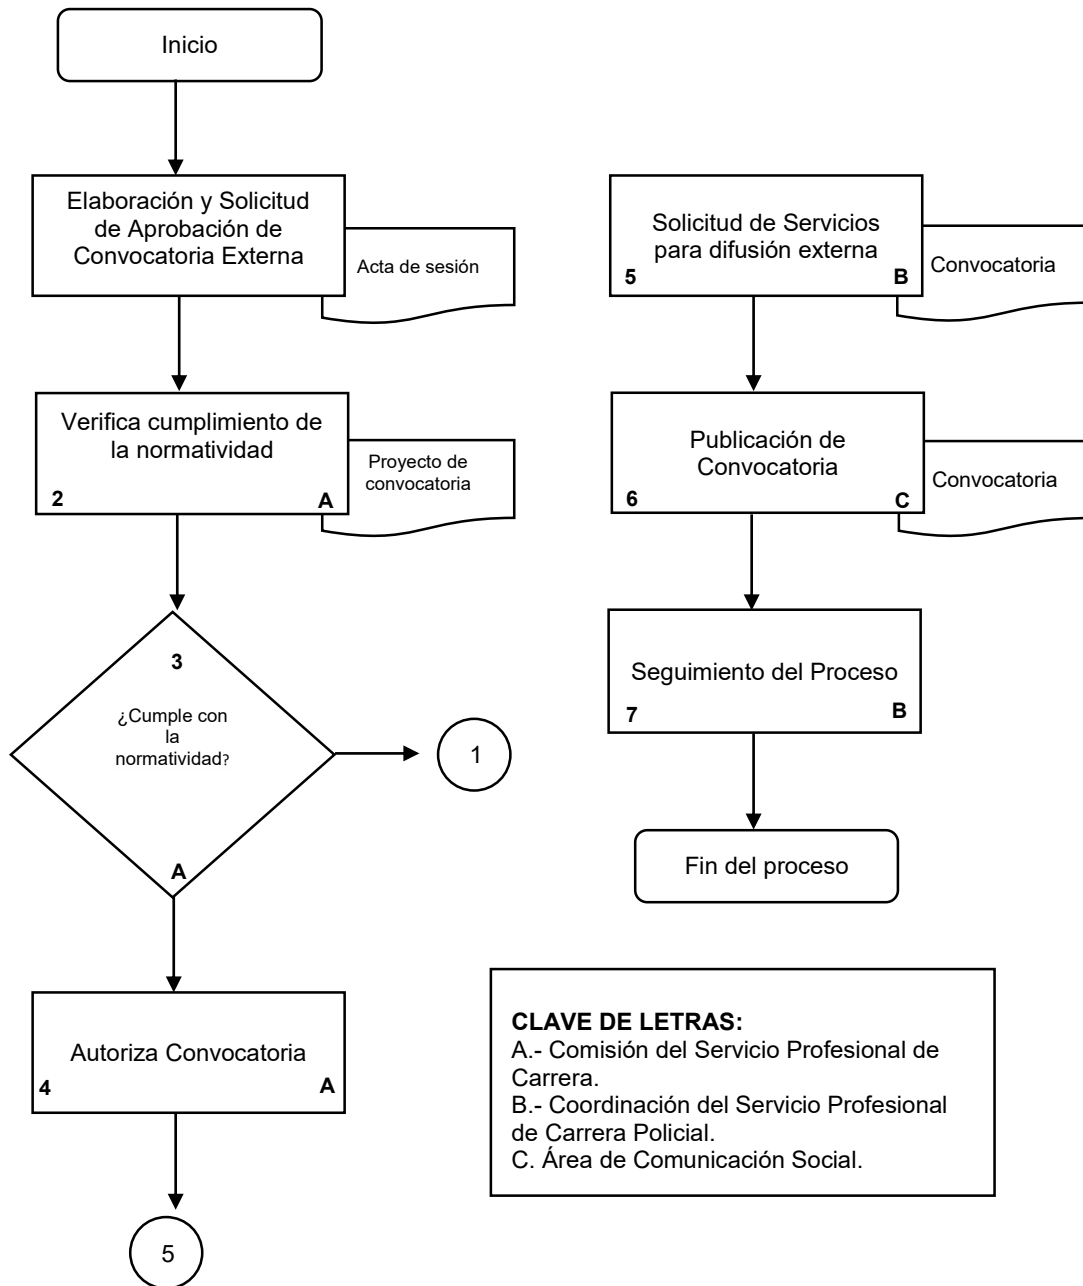 Inicio
Elaboración y Solicitud
de Aprobación de
Convocatoria Externa
Acta de sesión
Verifica cumplimiento de
la normatividad
2
A
Proyecto de
convocatoria
3
¿Cumple con
la
normatividad?
A
1
Autoriza Convocatoria
4
A
5
Solicitud de Servicios
para difusión externa
5
B
Convocatoria
Publicación de
Convocatoria
6
C
Convocatoria
Seguimiento del Proceso
7
B
Fin del proceso
CLAVE DE LETRAS:
A.- Comisión del Servicio Profesional de
Carrera.
B.- Coordinación del Servicio Profesional
de Carrera Policial.
C. Área de Comunicación Social.